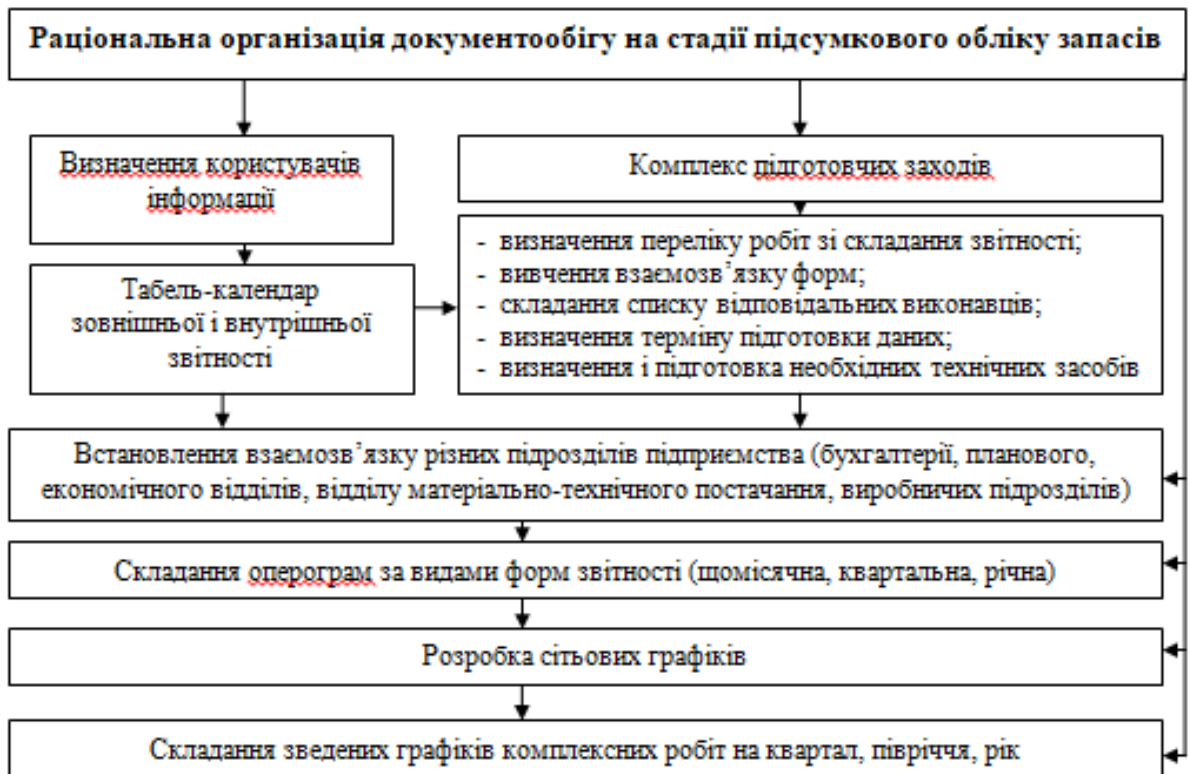 Раціональна організація документообігу на стадії підсумкового обліку запасів
Визначення користувачів
інформації
Комплекс підготовчих заходів
Табель-календар
зовнішньої і внутрішньої
звітності
- визначення переліку робіт зі складання звітності;
- вивчення взаємозв’язку форм;
- складання списку відповідальних виконавців;
- визначення терміну підготовки даних;
- визначення і підготовка необхідних технічних засобів
Встановлення взаємозв’язку різних підрозділів підприємства (бухгалтерії, планового,
економічного відділів, відділу матеріально-технічного постачання, виробничих підрозділів)
Складання оперограм за видами форм звітності (щомісячна, квартальна, річна)
Розробка сітьових графіків
Складання зведених графіків комплексних робіт на квартал, півріччя, рік